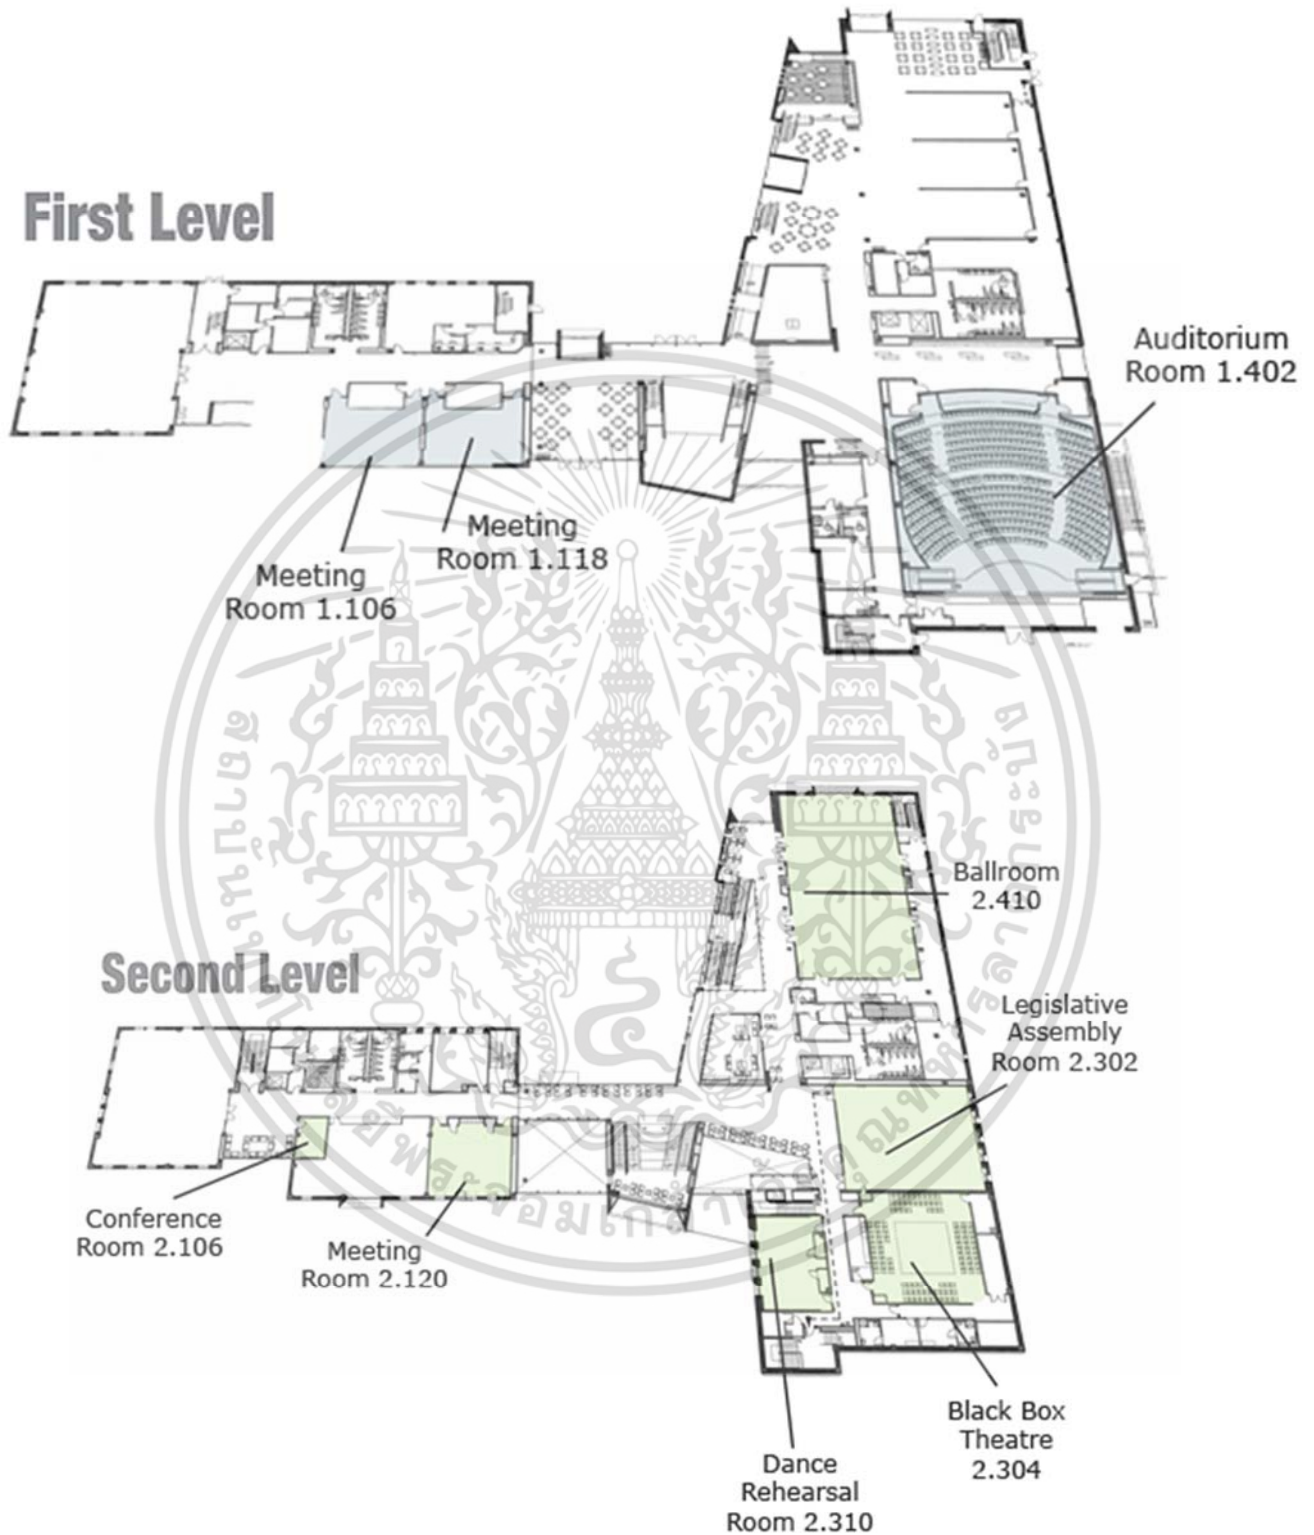 First Level
Auditorium
Room 1.402
Meeting
Room 1.118
Meeting
Room 1.106
Ballroom
2.410
Second Level
Legislative
Assembly
Room 2.302
Conference
Room 2.106
Meeting
Room 2.120
Black Box
Theatre
2.304
Dance
Rehearsal
Room 2.310